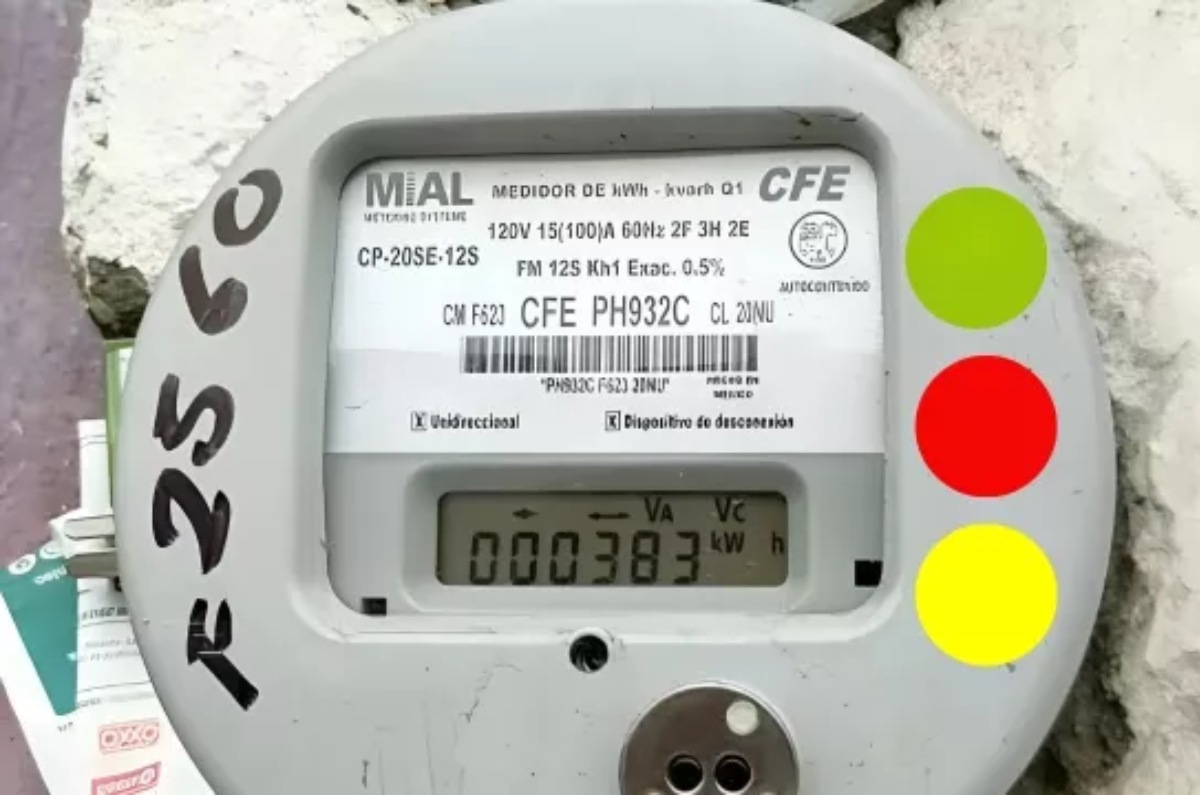 MIAL
METERING SYSTEMS
MEDIDOR DE kWh - kvarh Q1
CFE
120V 15(100)A 60Hz 2F 3H 2E
CP-20SE-12S
FM 12S Kh1 Exac. 0.5%
AUTOCONTENIDO
CM F623 CFE PH932C CL 20NU
"PH932C F623 20NU"
HECHO EN
MEXICO
X Unidireccional
X Dispositivo de desconexión
VA VC
000383 kW h
OXXO